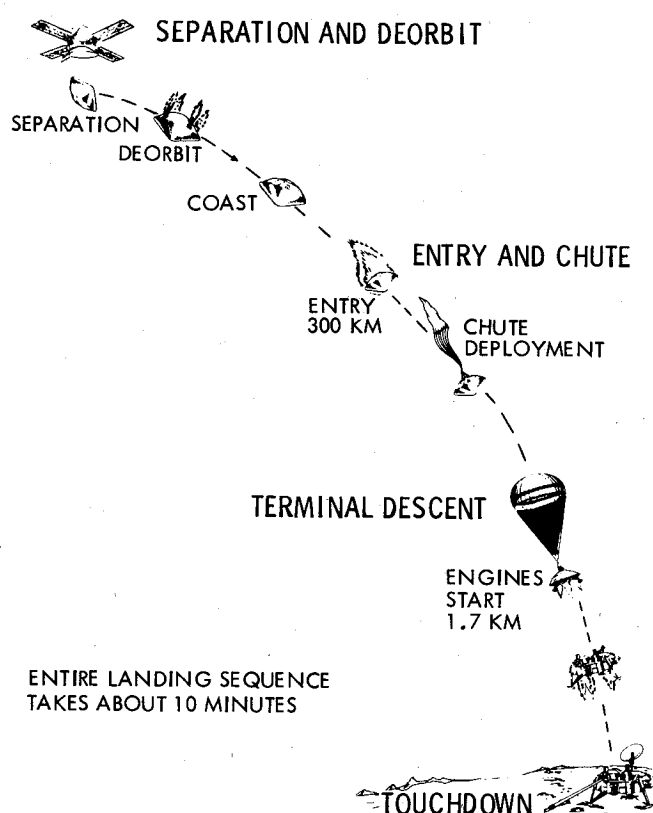 SEPARATION AND DEORBIT
SEPARATION
DEORBIT
COAST
ENTRY AND CHUTE
ENTRY
300 KM
CHUTE
DEPLOYMENT
TERMINAL DESCENT
ENGINES
START
1.7 KM
ENTIRE LANDING SEQUENCE
TAKES ABOUT 10 MINUTES
TOUCHDOWN